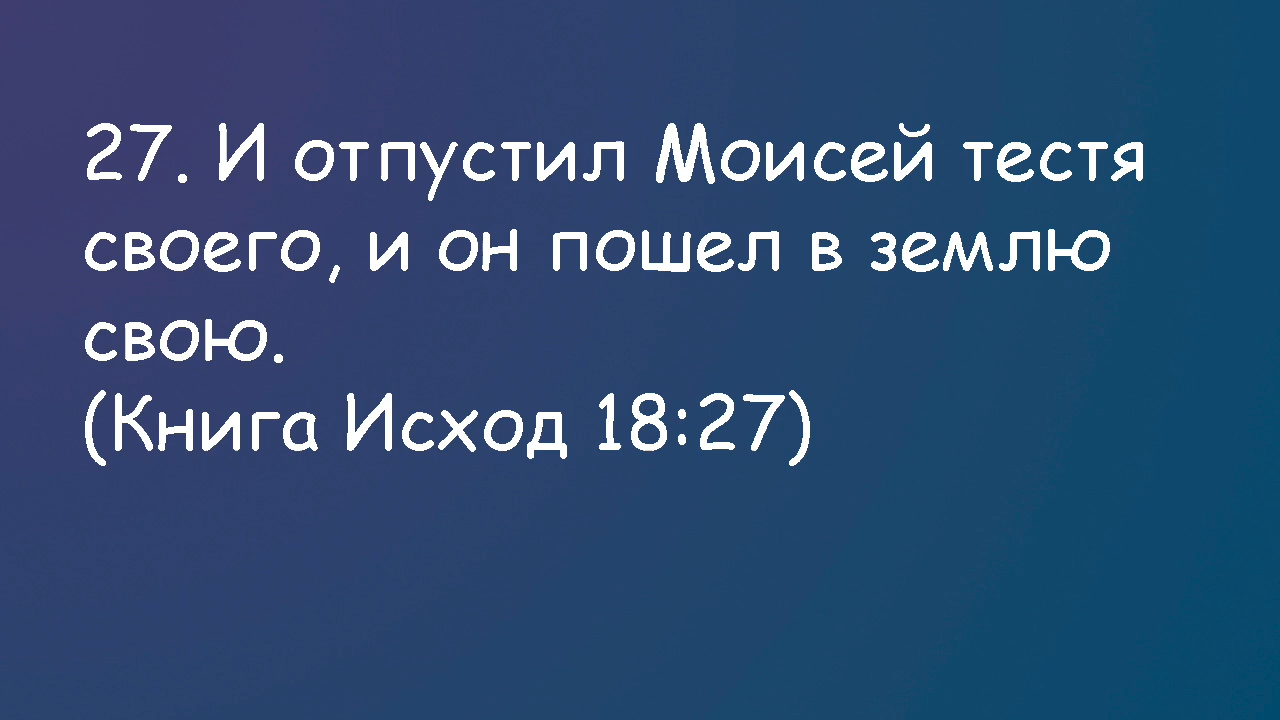 27. И отпустил Моисей тестя
своего, и он пошел в землю
свою.
(Книга Исход 18:27)